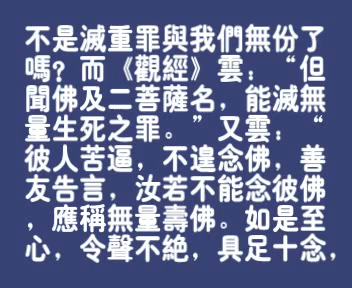 不是滅重罪與我們無份了
嗎？而《觀經》雲：“但
聞佛及二菩薩名，能滅無
量生死之罪。”又雲：“
彼人苦逼，不遑念佛，善
友告言，汝若不能念彼佛
，應稱無量壽佛。如是至
心，令聲不絶，具足十念，